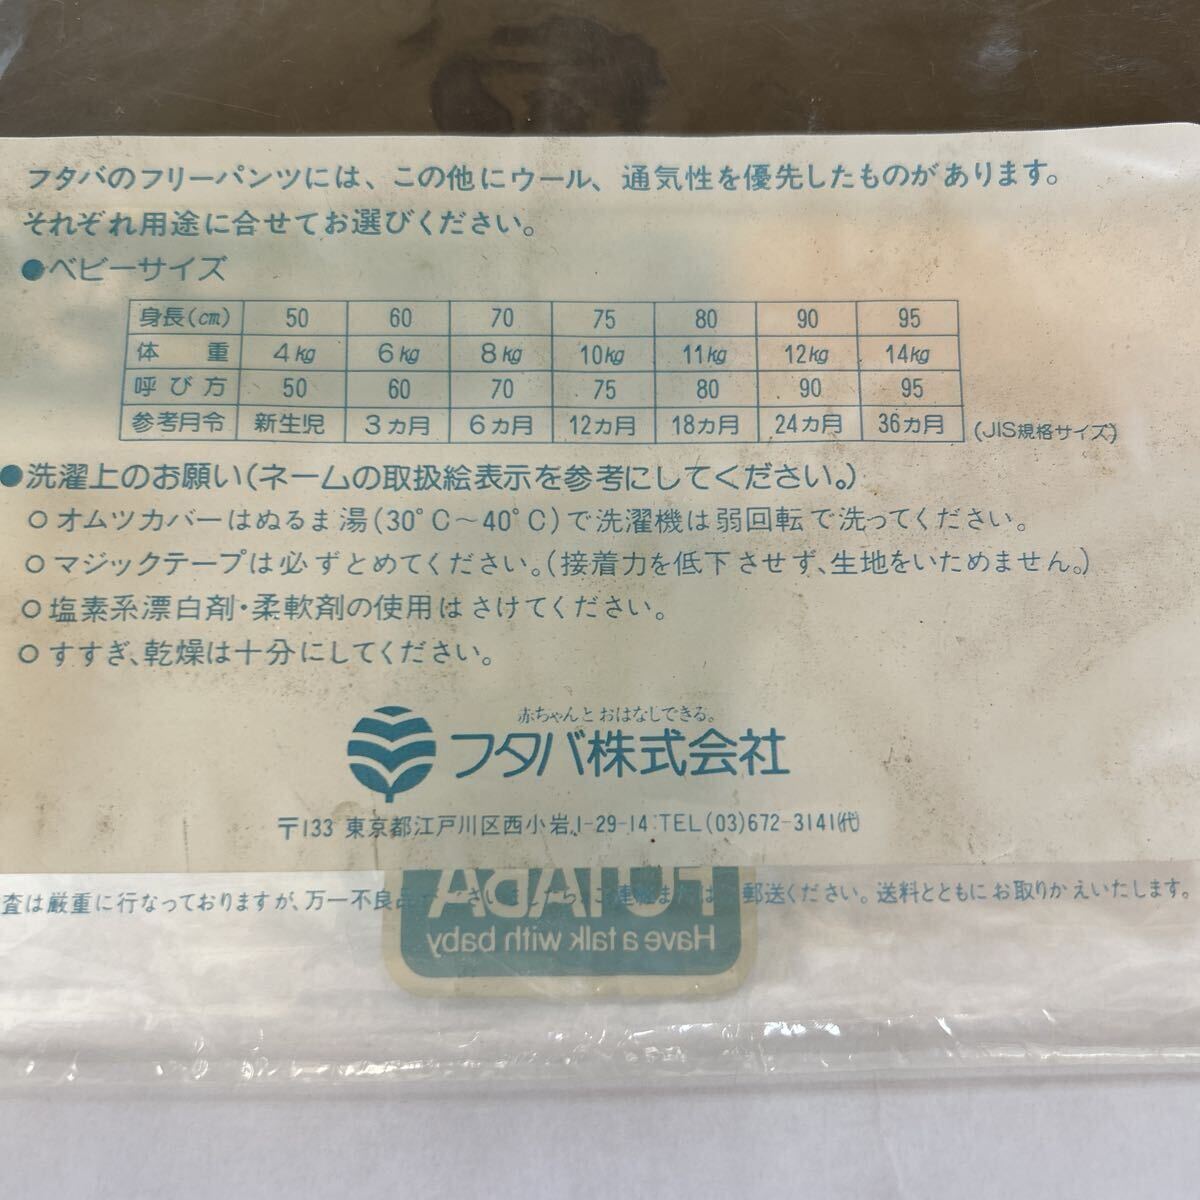 フタバのフリーパンツには、この他にウール、通気性を優先したものがあります。
それぞれ用途に合せてお選びください。
●ベビーサイズ
身長(cm) 50 60 70 75 80 90 95
体重 4kg 6kg 8kg 10kg 11kg 12kg 14kg
呼び方 50 60 70 75 80 90 95
参考月令 新生児 3カ月 6カ月 12カ月 18カ月 24カ月 36カ月 (JIS規格サイズ)
●洗濯上のお願い(ネームの取扱絵表示を参考にしてください。)
○オムツカバーはぬるま湯(30°C～40°C)で洗濯機は弱回転で洗ってください。
○マジックテープは必ずとめてください。(接着力を低下させず、生地をいためません。)
○塩素系漂白剤・柔軟剤の使用はさけてください。
○すすぎ、乾燥は十分にしてください。
赤ちゃんとおはなしできる。
フタバ株式会社
〒133 東京都江戸川区西小岩1-29-14 TEL(03)672-3141(代)
査は厳重に行なっておりますが、万一不良品 郵送ください。送料とともにお取りかえいたします。
FUTABA
Have a talk with baby